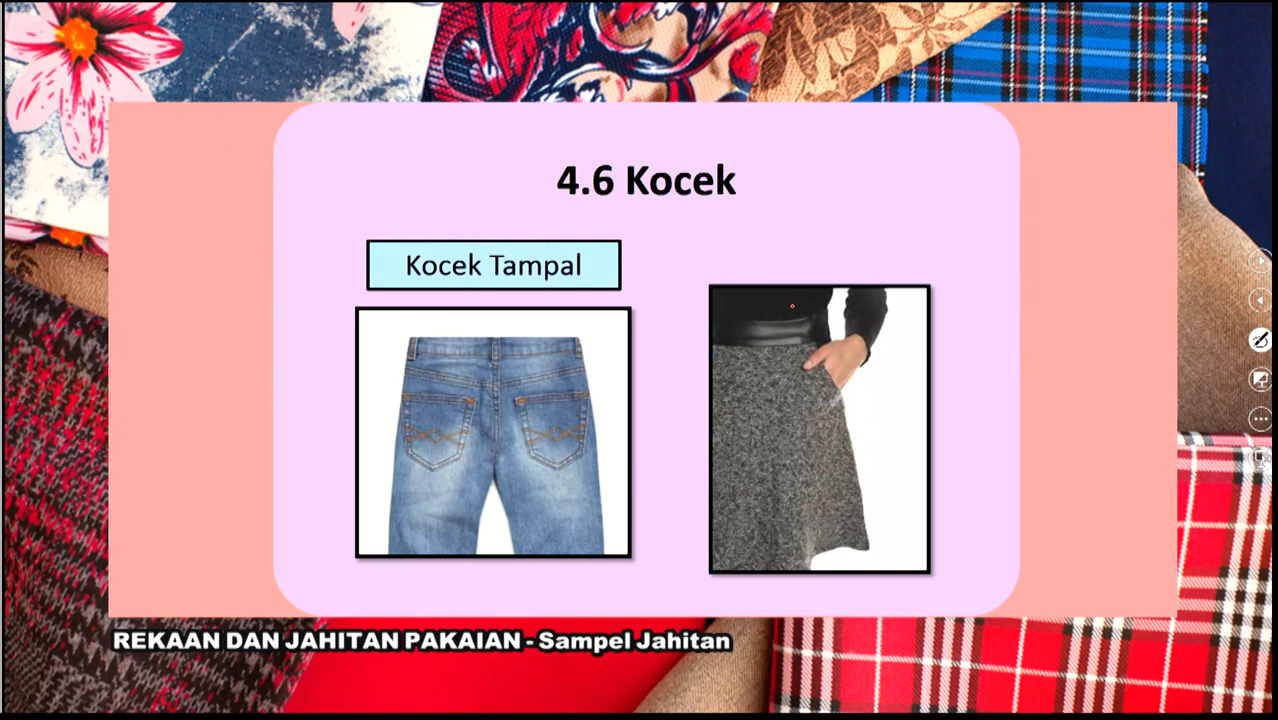 4.6 Kocek
Kocek Tampal
REKAAN DAN JAHITAN PAKAIAN - Sampel Jahitan